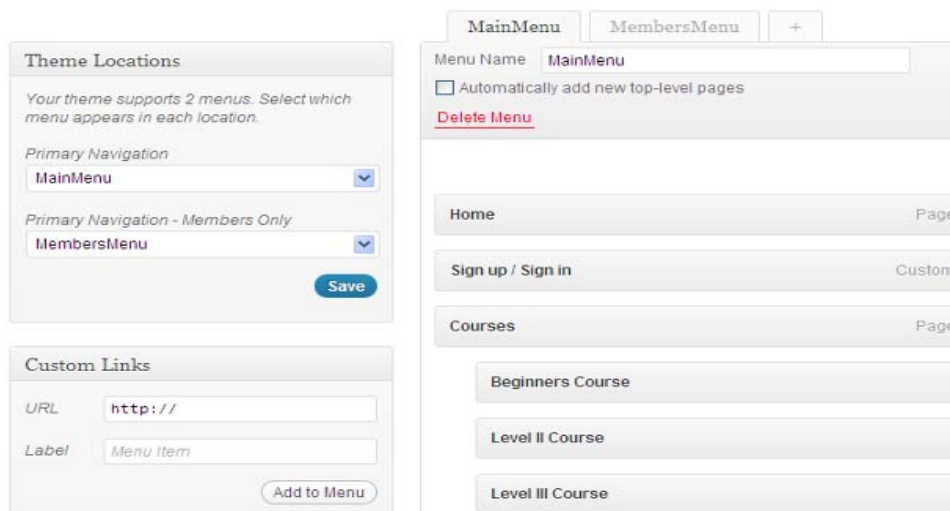 Theme Locations
Your theme supports 2 menus. Select which
menu appears in each location.
Primary Navigation
MainMenu
Primary Navigation - Members Only
MembersMenu
Save
Custom Links
URL http://
Label Menu Item
Add to Menu
MainMenu MembersMenu +
Menu Name MainMenu
Automatically add new top-level pages
Delete Menu
Home Page
Sign up / Sign in Custom
Courses Page
Beginners Course
Level II Course
Level III Course